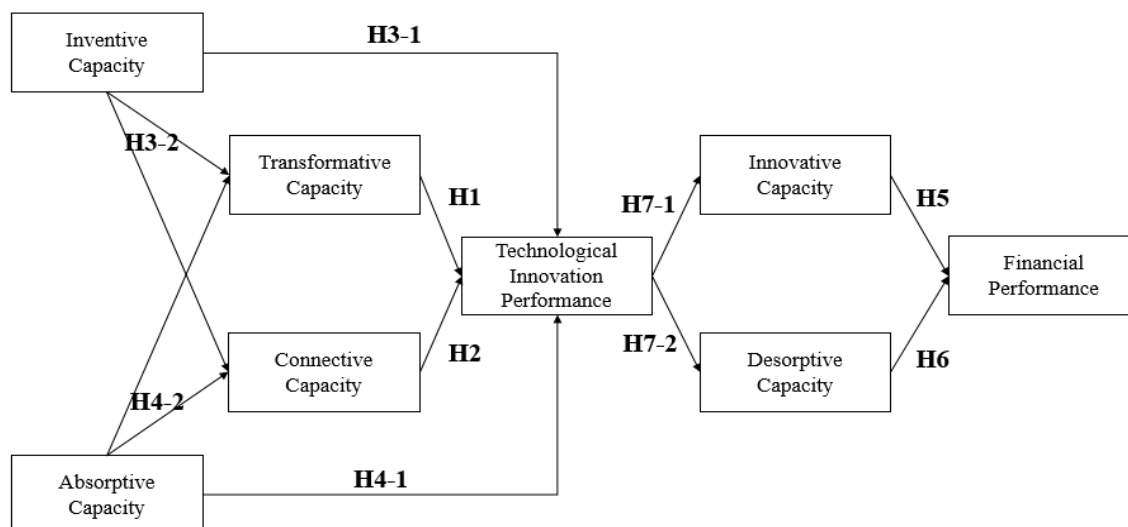 Inventive
Capacity
H3-1
H3-2
Transformative
Capacity
H1
Innovative
Capacity
H7-1
H5
Technological
Innovation
Performance
Financial
Performance
H2
Connective
Capacity
H4-2
H7-2
Desorptive
Capacity
H6
Absorptive
Capacity
H4-1